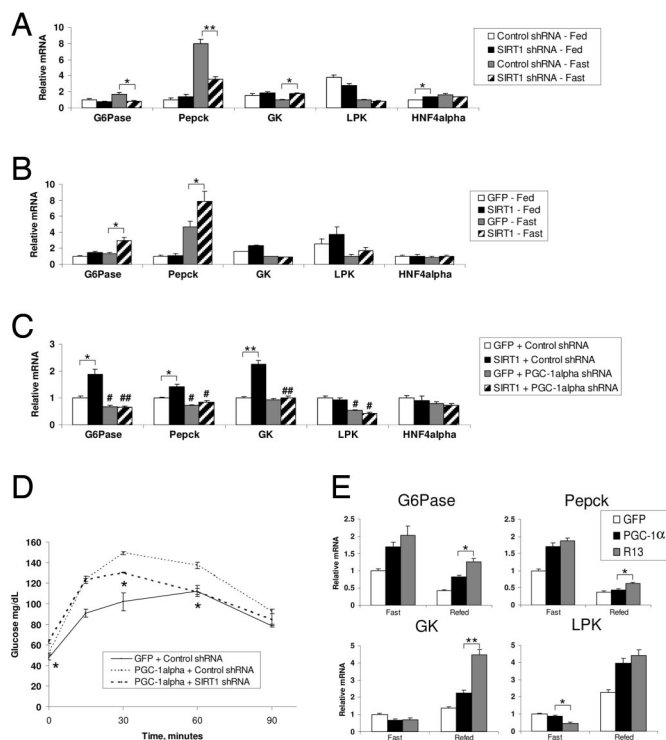 A
Relative mRNA
10
8
6
4
2
0
*
**
*
*
G6Pase Pepck GK LPK HNF4alpha
Control shRNA - Fed
SIRT1 shRNA - Fed
Control shRNA - Fast
SIRT1 shRNA - Fast
B
Relative mRNA
10
8
6
4
2
0
*
*
G6Pase Pepck GK LPK HNF4alpha
GFP - Fed
SIRT1 - Fed
GFP - Fast
SIRT1 - Fast
C
Relative mRNA
3
2
1
0
* * **
# ## # # ## # #
G6Pase Pepck GK LPK HNF4alpha
GFP + Control shRNA
SIRT1 + Control shRNA
GFP + PGC-1alpha shRNA
SIRT1 + PGC-1alpha shRNA
D
Glucose mg/dL
160
140
120
100
80
60
40
20
0
*
*
*
GFP + Control shRNA
PGC-1alpha + Control shRNA
PGC-1alpha + SIRT1 shRNA
0 30 60 90
Time, minutes
E
G6Pase
Relative mRNA
2.5
2
1.5
1
0.5
0
*
Fast Refed
Pepck
2.5
2
1.5
1
0.5
0
*
Fast Refed
GFP
PGC-1α
R13
GK
Relative mRNA
5
4
3
2
1
0
**
Fast Refed
LPK
5
4
3
2
1
0
*
Fast Refed